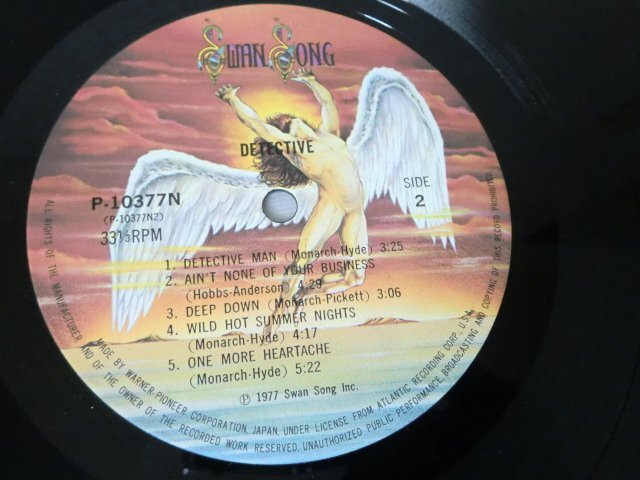 SWAN SONG
DETECTIVE
P-10377N
(P-10377N2)
33⅓RPM
SIDE
2
1. DETECTIVE MAN (Monarch-Hyde) 3:25
2. AIN'T NONE OF YOUR BUSINESS
(Hobbs-Anderson) 4:29
3. DEEP DOWN (Monarch-Pickett) 3:06
4. WILD HOT SUMMER NIGHTS
(Monarch-Hyde) 4:17
5. ONE MORE HEARTACHE
(Monarch-Hyde) 5:22
Ⓟ 1977 Swan Song Inc.
MADE BY WARNER-PIONEER CORPORATION, JAPAN, UNDER LICENSE FROM ATLANTIC RECORDING CORP., U.S.A.
ALL RIGHTS OF THE MANUFACTURER AND OF THE OWNER OF THE RECORDED WORK RESERVED. UNAUTHORIZED PUBLIC PERFORMANCE, BROADCASTING AND COPYING OF THIS RECORD PROHIBITED.